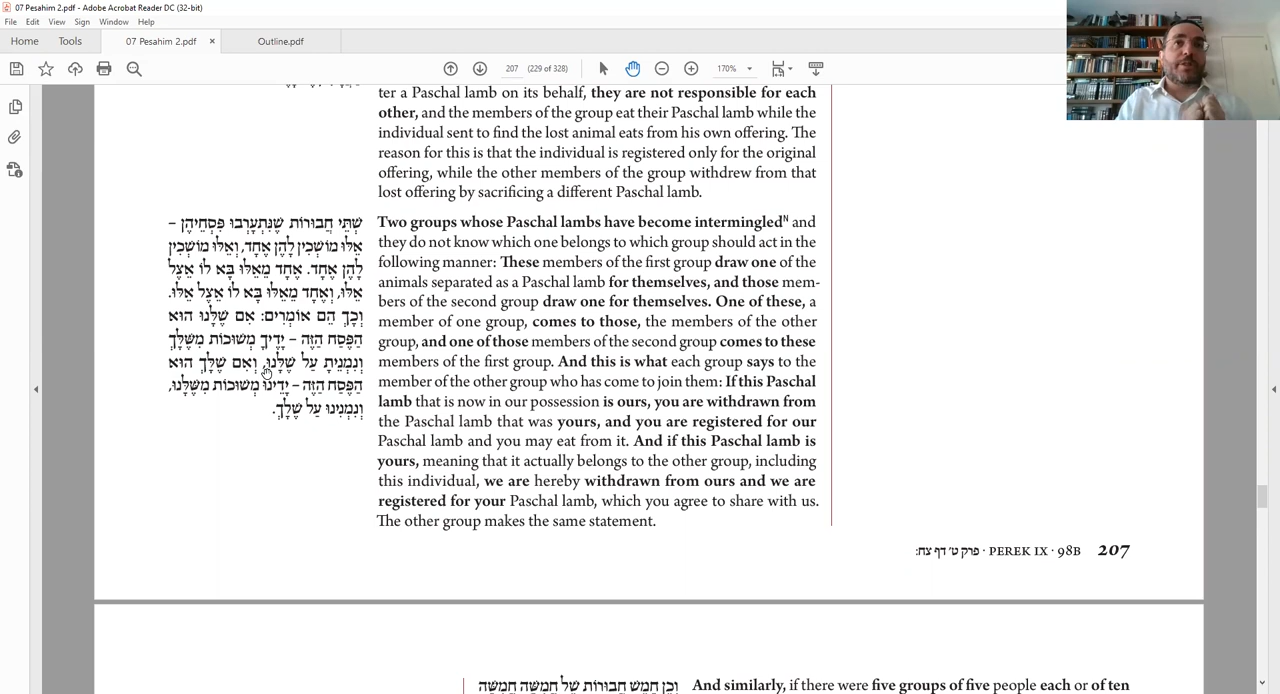 07 Pesahim 2.pdf - Adobe Acrobat Reader DC (32-bit)
File Edit View Sign Window Help
Home Tools 07 Pesahim 2.pdf × Outline.pdf
207 (229 of 328) 170%
ter a Paschal lamb on its behalf, they are not responsible for each
other, and the members of the group eat their Paschal lamb while the
individual sent to find the lost animal eats from his own offering. The
reason for this is that the individual is registered only for the original
offering, while the other members of the group withdrew from that
lost offering by sacrificing a different Paschal lamb.
שְׁתֵּי חֲבוּרוֹת שֶׁנִּתְעָרְבוּ פִּסְחֵיהֶן –
אֵלּוּ מוֹשְׁכִין לָהֶן אֶחָד, וְאֵלּוּ מוֹשְׁכִין
לָהֶן אֶחָד. אֶחָד מֵאֵלּוּ בָּא לוֹ אֵצֶל
אֵלּוּ, וְאֶחָד מֵאֵלּוּ בָּא לוֹ אֵצֶל אֵלּוּ.
וְכָךְ הֵם אוֹמְרִים: אִם שֶׁלָּנוּ הוּא
הַפֶּסַח הַזֶּה – יָדֶיךָ מְשׁוּכוֹת מִשֶּׁלְּךָ
וְנִמְנֵיתָ עַל שֶׁלָּנוּ, וְאִם שֶׁלְּךָ הוּא
הַפֶּסַח הַזֶּה – יָדֵינוּ מְשׁוּכוֹת מִשֶּׁלָּנוּ,
וְנִמְנִינוּ עַל שֶׁלְּךָ.
Two groups whose Paschal lambs have become intermingledᴺ and
they do not know which one belongs to which group should act in the
following manner: These members of the first group draw one of the
animals separated as a Paschal lamb for themselves, and those mem-
bers of the second group draw one for themselves. One of these, a
member of one group, comes to those, the members of the other
group, and one of those members of the second group comes to these
members of the first group. And this is what each group says to the
member of the other group who has come to join them: If this Paschal
lamb that is now in our possession is ours, you are withdrawn from
the Paschal lamb that was yours, and you are registered for our
Paschal lamb and you may eat from it. And if this Paschal lamb is
yours, meaning that it actually belongs to the other group, including
this individual, we are hereby withdrawn from ours and we are
registered for your Paschal lamb, which you agree to share with us.
The other group makes the same statement.
פרק ט׳ דף צח: · PEREK IX · 98B 207
וְכֵן חָמֵשׁ חֲבוּרוֹת שֶׁל חֲמִשָּׁה חֲמִשָּׁה
And similarly, if there were five groups of five people each or of ten